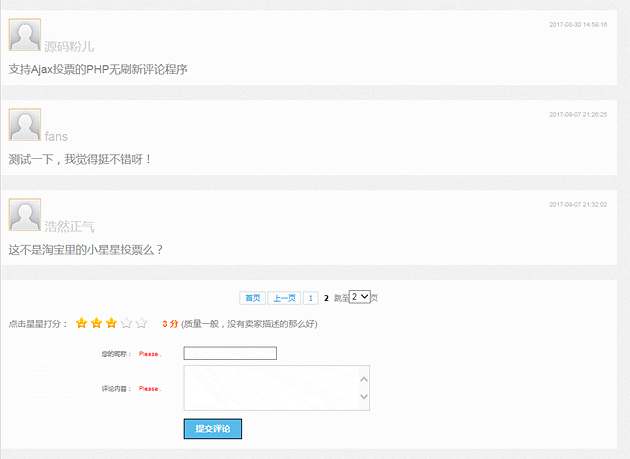 2017-08-30 14:59:16
源码粉儿
支持Ajax投票的PHP无刷新评论程序
2017-09-07 21:26:25
fans
测试一下，我觉得挺不错呀！
2017-09-07 21:32:02
浩然正气
这不是淘宝里的小星星投票么？
首页 上一页 1 2 跳至 2 页
点击星星打分： 3 分 (质量一般，没有卖家描述的那么好)
您的昵称： Please .
评论内容： Please .
提交评论